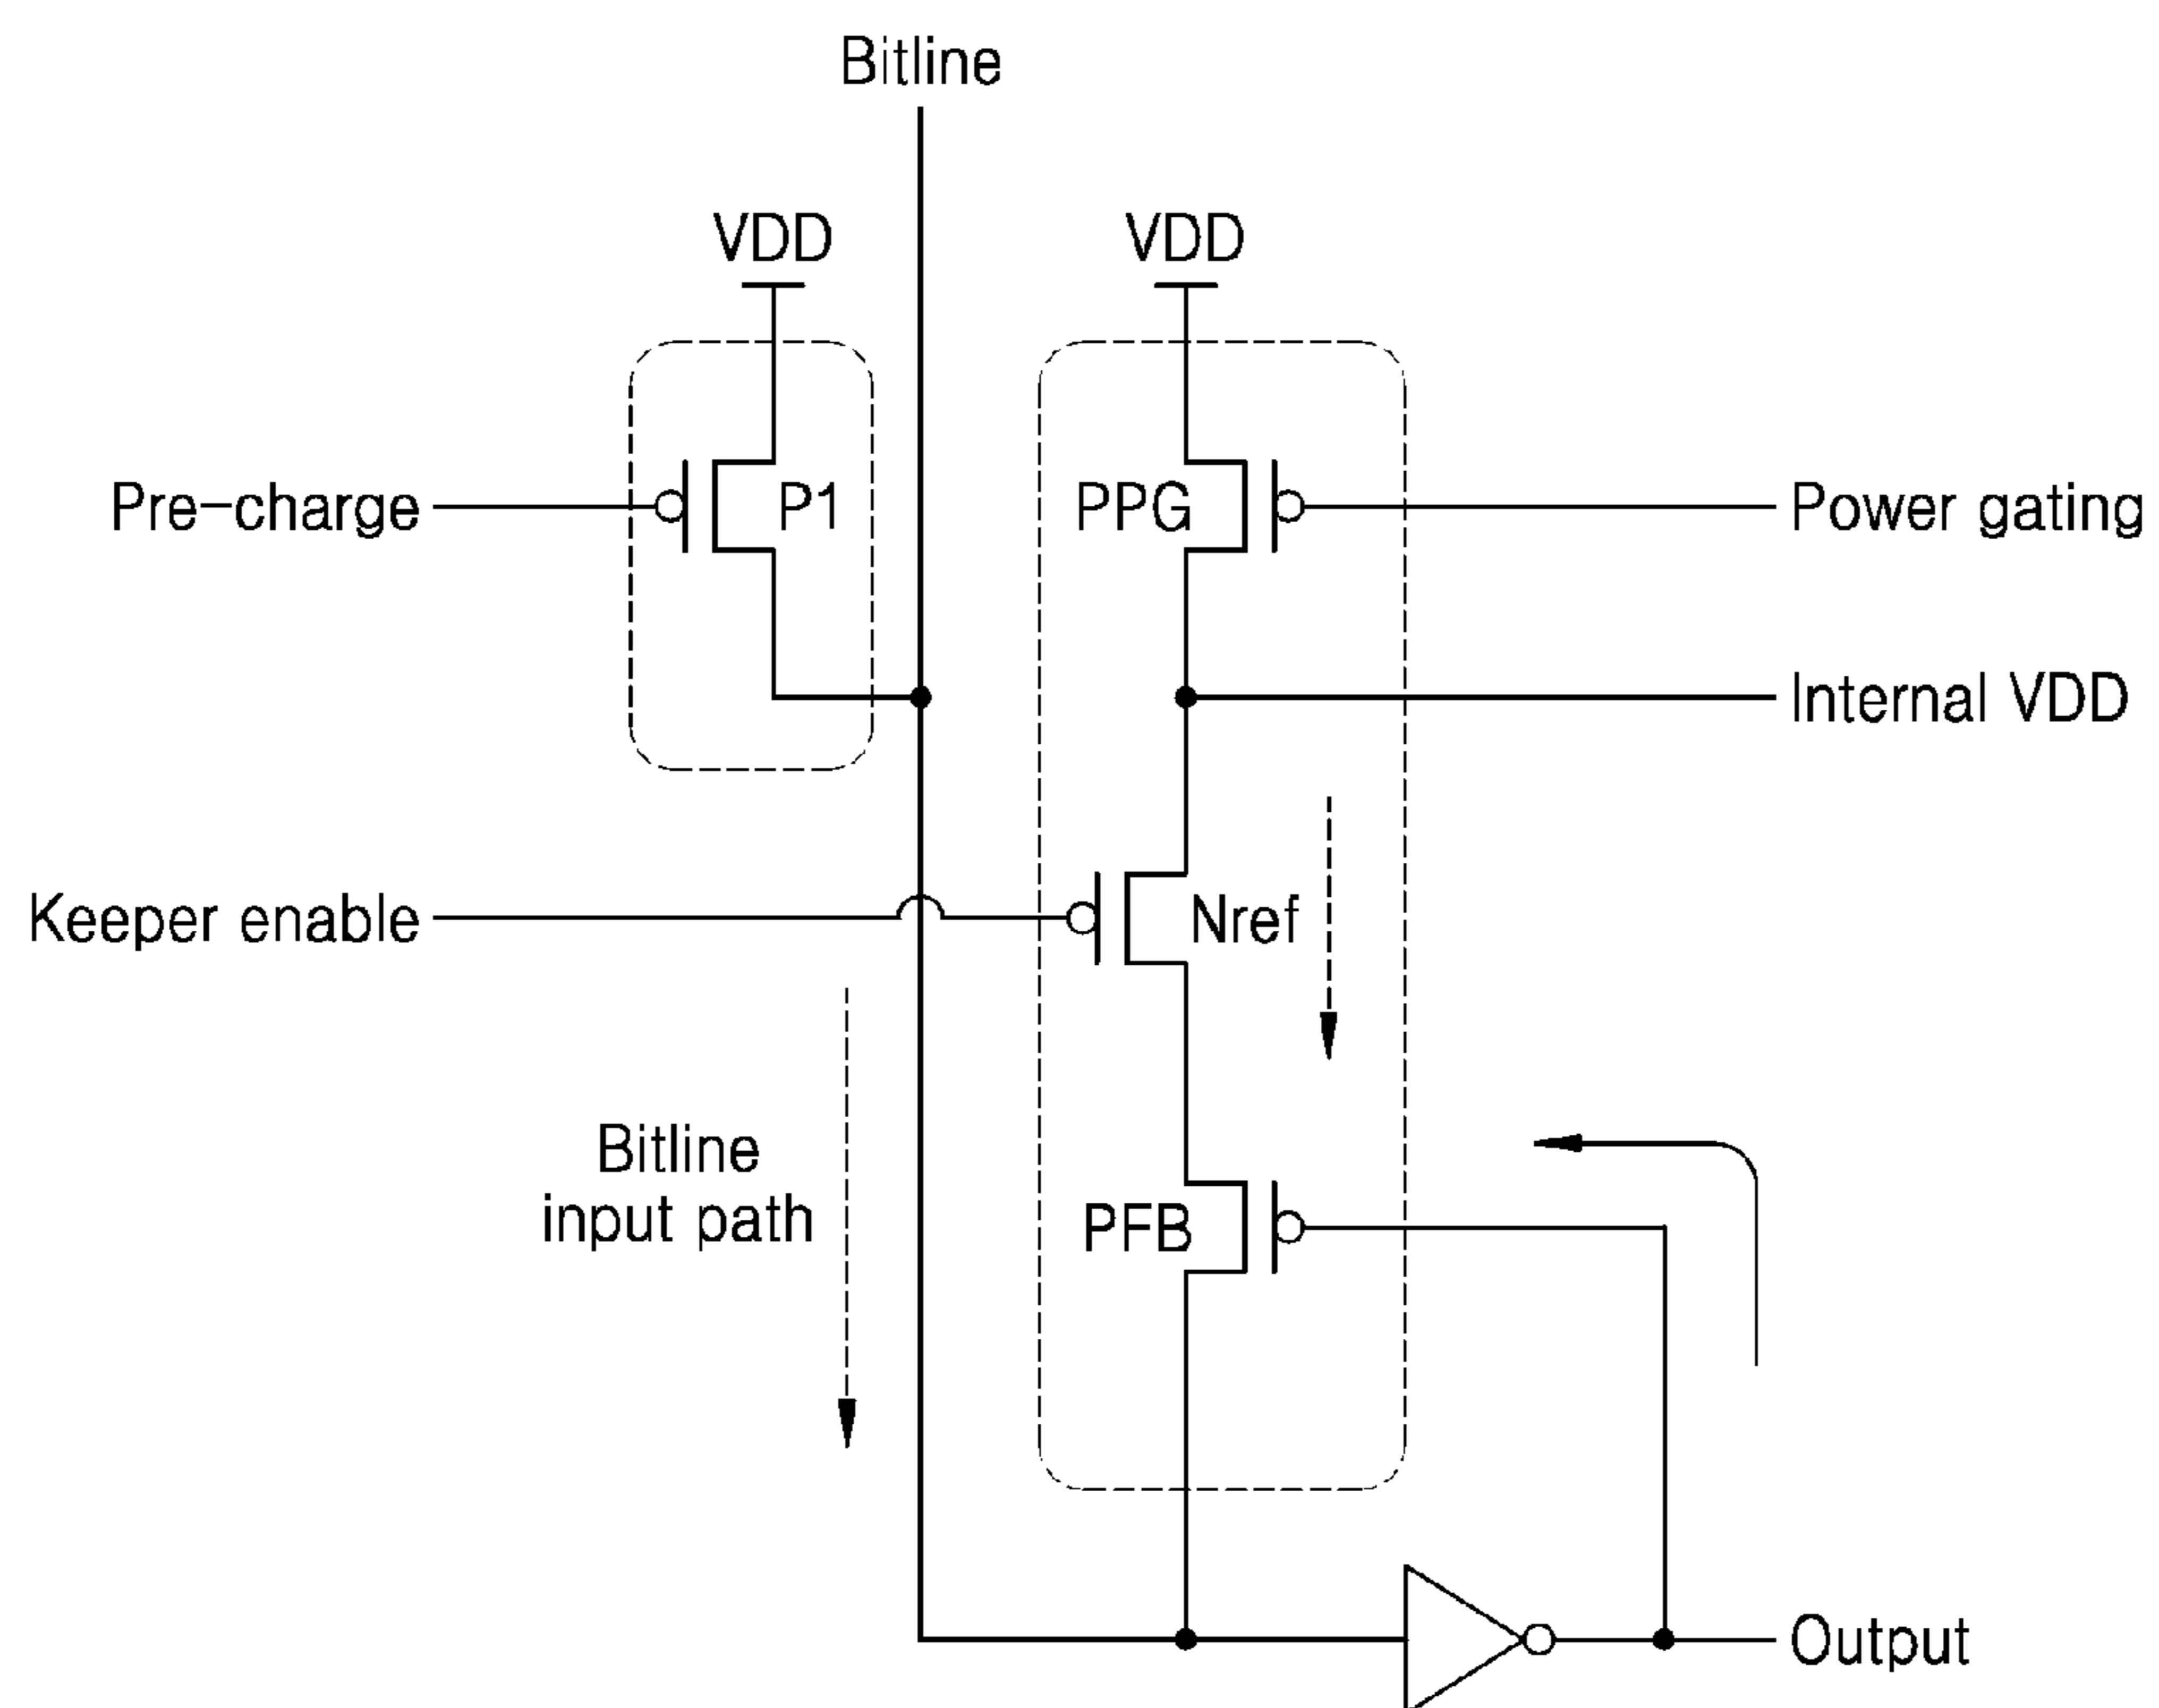 Bitline
VDD
VDD
Pre-charge
P1
PPG
Power gating
Internal VDD
Keeper enable
Nref
Bitline
input path
PFB
Output